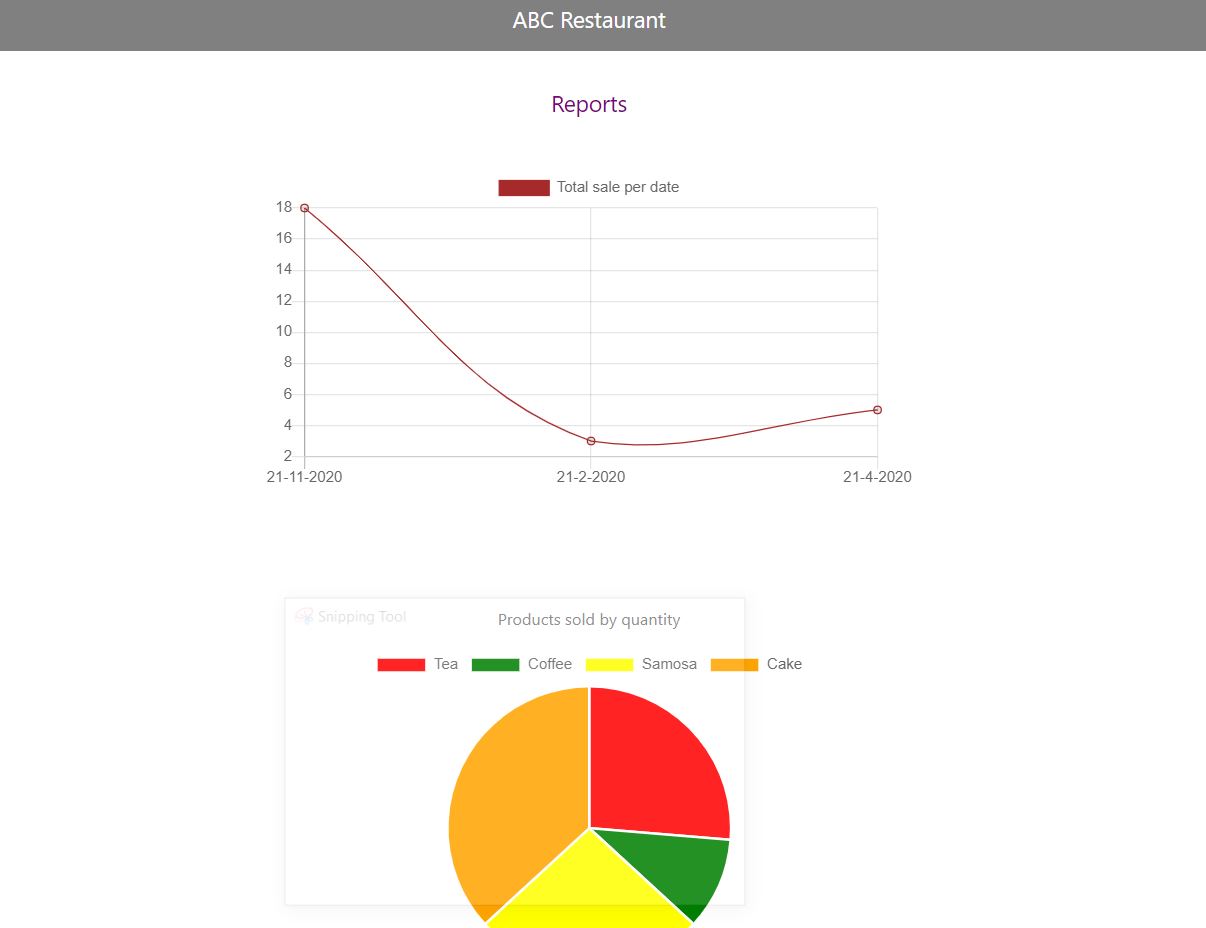 ABC Restaurant
Reports
Total sale per date
18
16
14
12
10
8
6
4
2
21-11-2020 21-2-2020 21-4-2020
Snipping Tool
Products sold by quantity
Tea Coffee Samosa Cake